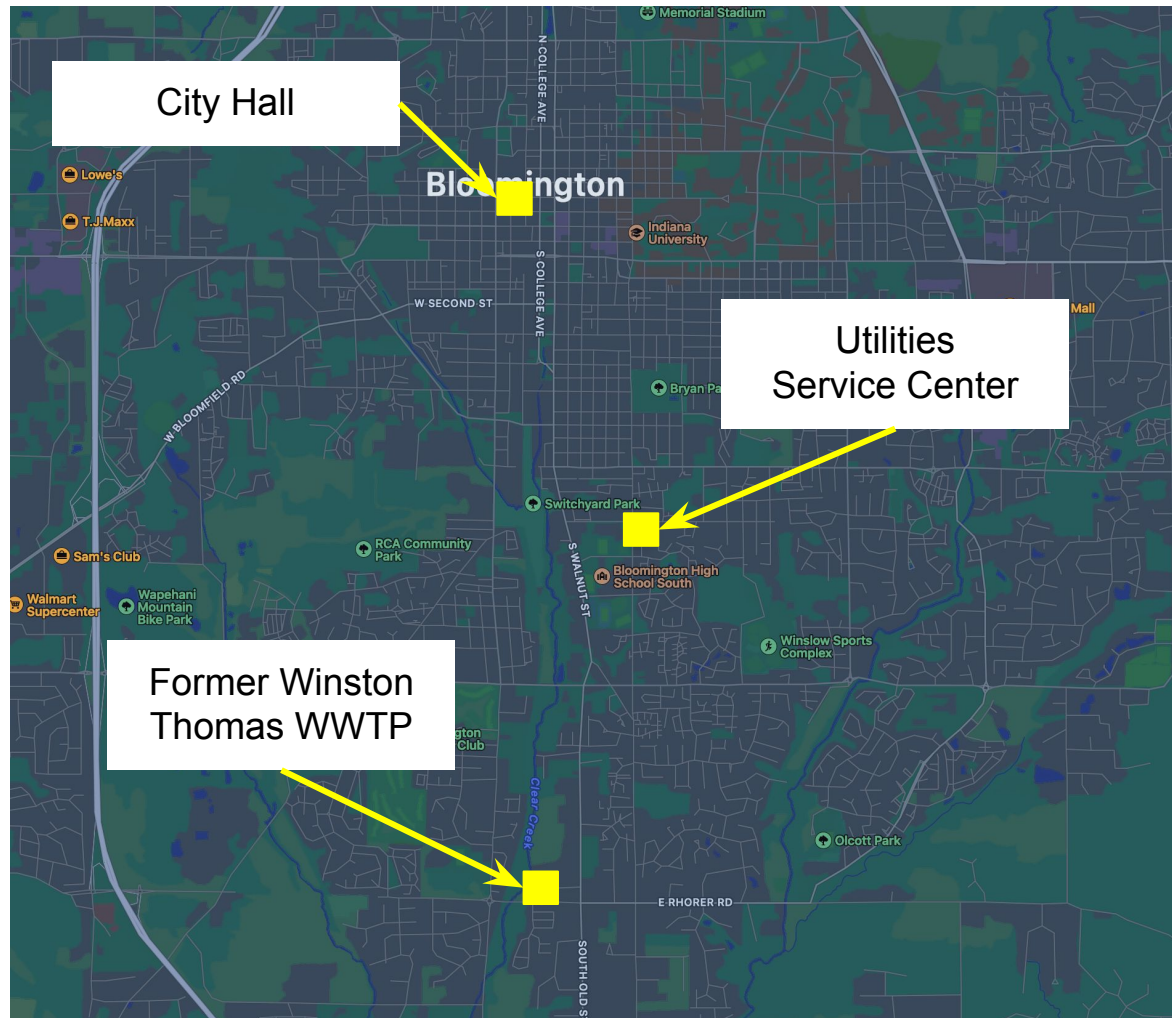 Memorial Stadium
N COLLEGE AVE
City Hall
Lowe's
Bloomington
T.J.Maxx
Indiana
University
S COLLEGE AVE
W SECOND ST
Mall
Utilities
Service Center
W BLOOMFIELD RD
Bryan Pa
Switchyard Park
RCA Community
Park
Sam's Club
S WALNUT ST
Bloomington High
School South
Walmart
Supercenter
Wapehani
Mountain
Bike Park
Winslow Sports
Complex
Former Winston
Thomas WWTP
gton
Club
Clear Creek
Olcott Park
E RHORER RD
SOUTH OLD S